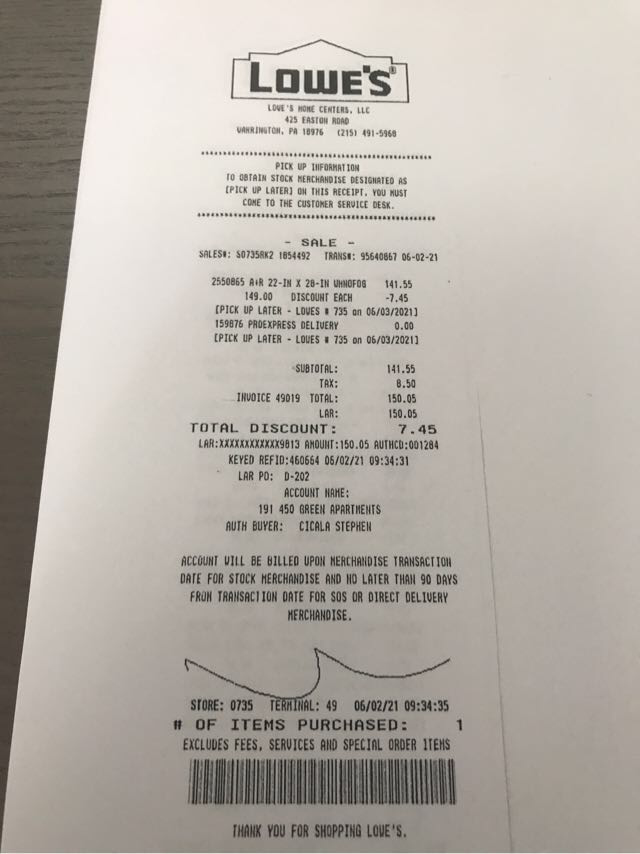 LOWE'S®
LOWE'S HOME CENTERS, LLC
425 EASTON ROAD
WARRINGTON, PA 18976 (215) 491-5968
PICK UP INFORMATION
TO OBTAIN STOCK MERCHANDISE DESIGNATED AS
[PICK UP LATER] ON THIS RECEIPT, YOU MUST
COME TO THE CUSTOMER SERVICE DESK.
- SALE -
SALES#: S0735RK2 1854492 TRANS#: 95640867 06-02-21
2550865 A+R 22-IN X 28-IN WHNOFOG 141.55
149.00 DISCOUNT EACH -7.45
[PICK UP LATER - LOWES # 735 on 06/03/2021]
159876 PROEXPRESS DELIVERY 0.00
[PICK UP LATER - LOWES # 735 on 06/03/2021]
SUBTOTAL: 141.55
TAX: 8.50
INVOICE 49019 TOTAL: 150.05
LAR: 150.05
TOTAL DISCOUNT: 7.45
LAR:XXXXXXXXXXXX9813 AMOUNT:150.05 AUTHCD:001284
KEYED REFID:460664 06/02/21 09:34:31
LAR PO: D-202
ACCOUNT NAME:
191 450 GREEN APARTMENTS
AUTH BUYER: CICALA STEPHEN
ACCOUNT WILL BE BILLED UPON MERCHANDISE TRANSACTION
DATE FOR STOCK MERCHANDISE AND NO LATER THAN 90 DAYS
FROM TRANSACTION DATE FOR SOS OR DIRECT DELIVERY
MERCHANDISE.
STORE: 0735 TERMINAL: 49 06/02/21 09:34:35
# OF ITEMS PURCHASED: 1
EXCLUDES FEES, SERVICES AND SPECIAL ORDER ITEMS
THANK YOU FOR SHOPPING LOWE'S.